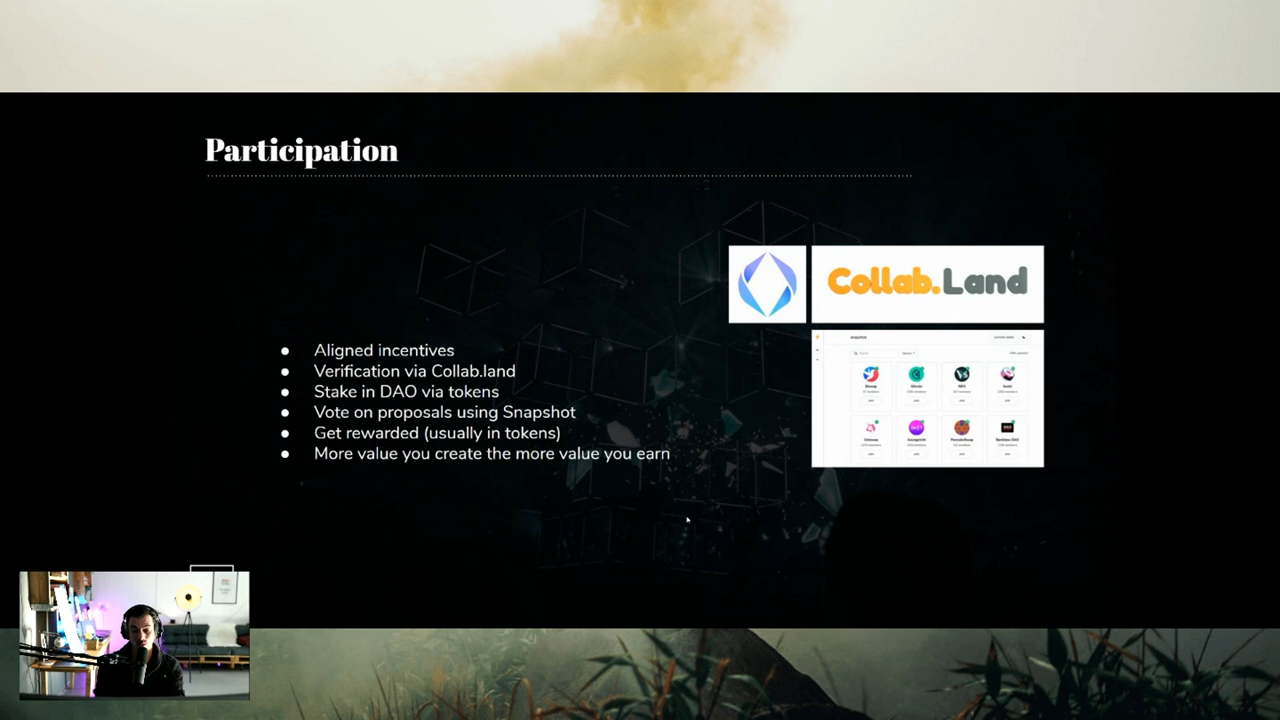 Participation
Collab.Land
● Aligned incentives
● Verification via Collab.land
● Stake in DAO via tokens
● Vote on proposals using Snapshot
● Get rewarded (usually in tokens)
● More value you create the more value you earn
snapshot